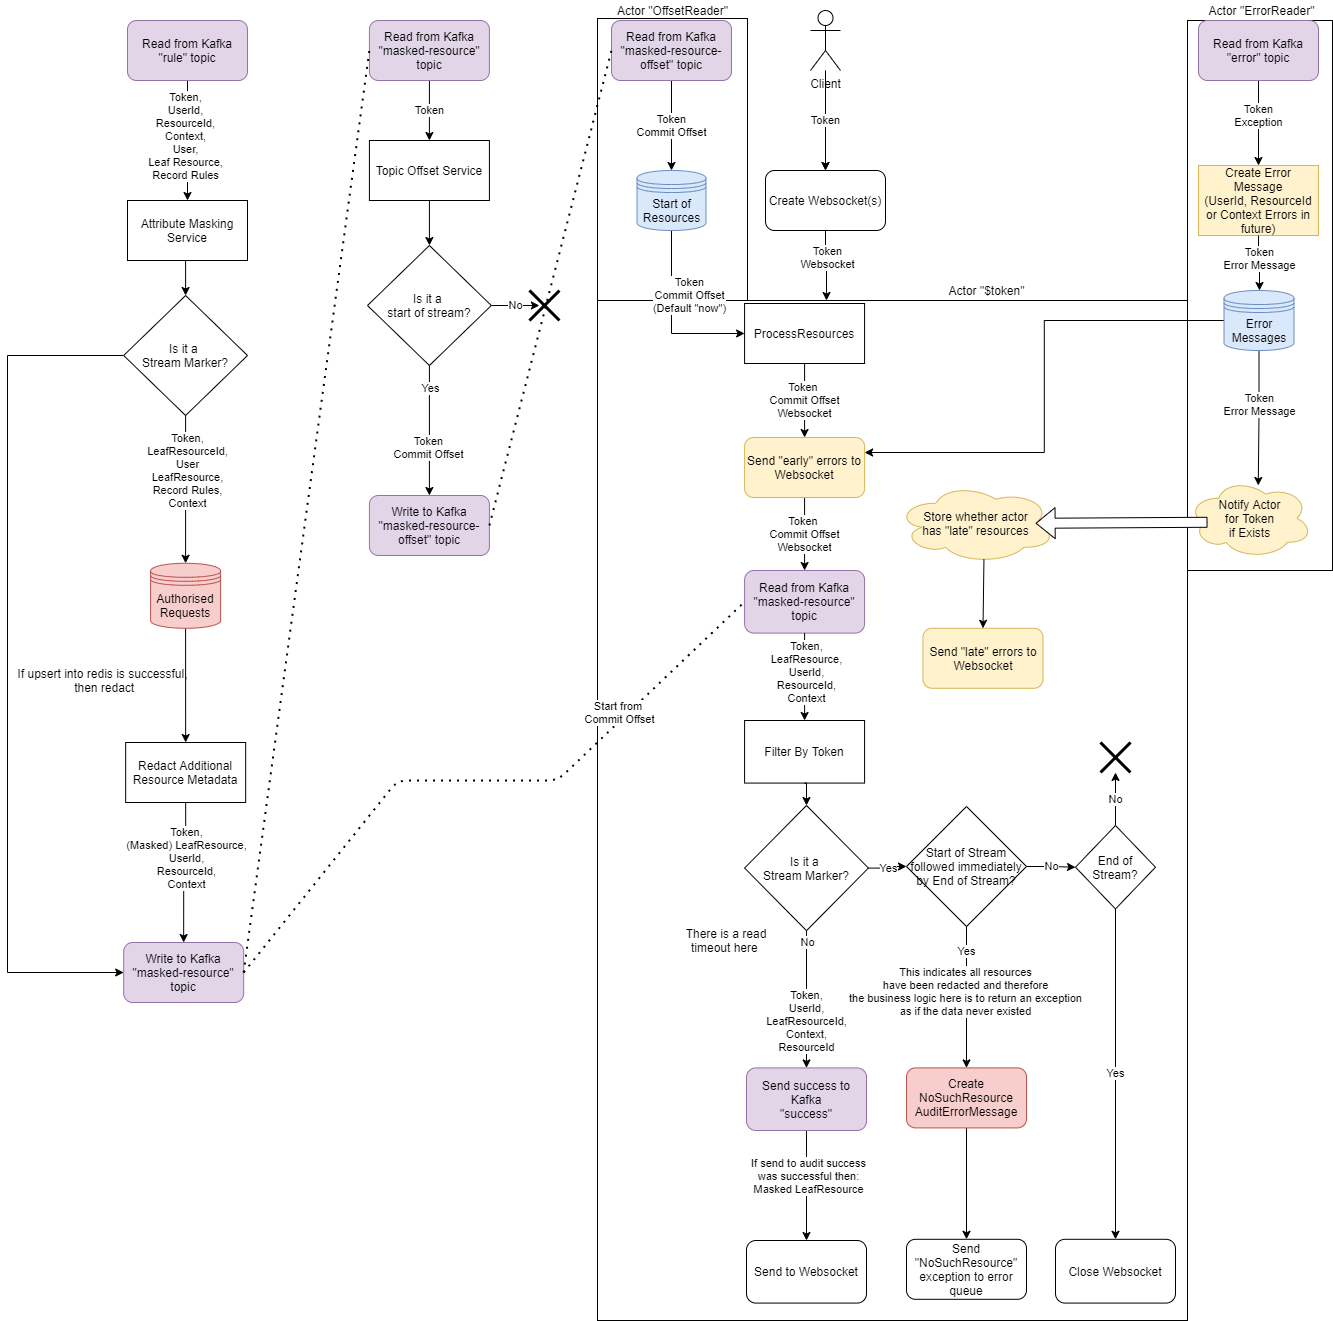 Read from Kafka
"rule" topic
Token,
UserId,
ResourceId,
Context,
User,
Leaf Resource,
Record Rules
Attribute Masking
Service
Is it a
Stream Marker?
Token,
LeafResourceId,
User
LeafResource,
Record Rules,
Context
Authorised
Requests
If upsert into redis is successful,
then redact
Redact Additional
Resource Metadata
Token,
(Masked) LeafResource,
UserId,
ResourceId,
Context
Write to Kafka
"masked-resource"
topic
Read from Kafka
"masked-resource"
topic
Token
Topic Offset Service
Is it a
start of stream?
No
Yes
Token
Commit Offset
Write to Kafka
"masked-resource-
offset" topic
Actor "OffsetReader"
Read from Kafka
"masked-resource-
offset" topic
Token
Commit Offset
Start of
Resources
Token
Commit Offset
(Default "now")
Client
Token
Create Websocket(s)
Token
Websocket
Actor "$token"
ProcessResources
Token
Commit Offset
Websocket
Send "early" errors to
Websocket
Token
Commit Offset
Websocket
Read from Kafka
"masked-resource"
topic
Start from
Commit Offset
Token,
LeafResource,
UserId,
ResourceId,
Context
Filter By Token
Is it a
Stream Marker?
Yes
There is a read
timeout here
No
Token,
UserId,
LeafResourceId,
Context,
ResourceId
Send success to
Kafka
"success"
If send to audit success
was successful then:
Masked LeafResource
Send to Websocket
Start of Stream
followed immediately
by End of Stream?
No
Yes
This indicates all resources
have been redacted and therefore
the business logic here is to return an exception
as if the data never existed
Create
NoSuchResource
AuditErrorMessage
Send
"NoSuchResource"
exception to error
queue
End of
Stream?
No
Yes
Close Websocket
Actor "ErrorReader"
Read from Kafka
"error" topic
Token
Exception
Create Error
Message
(UserId, ResourceId
or Context Errors in
future)
Token
Error Message
Error
Messages
Token
Error Message
Notify Actor
for Token
if Exists
Store whether actor
has "late" resources
Send "late" errors to
Websocket